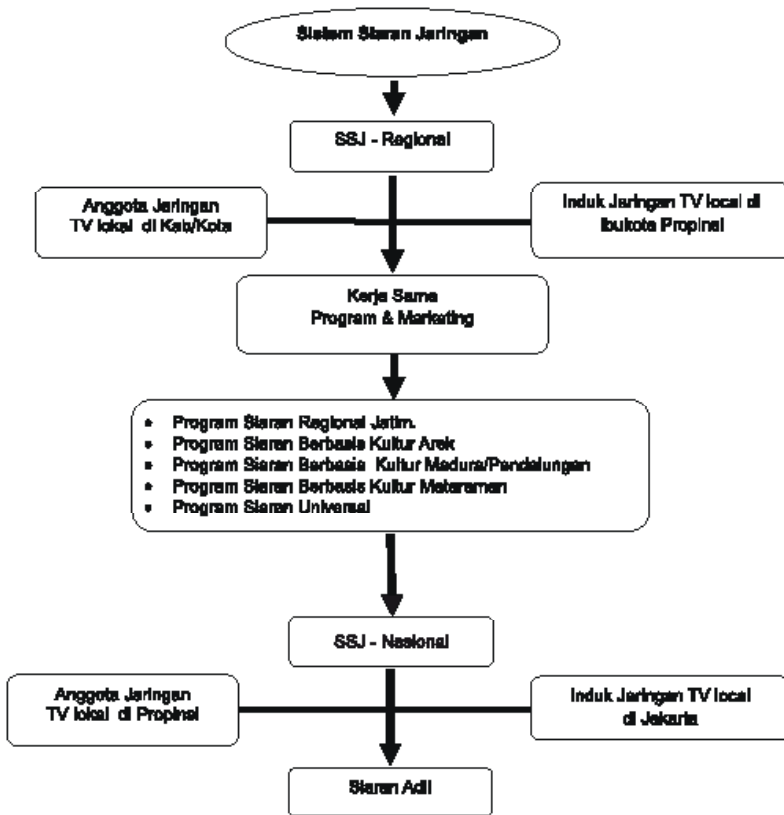 Sistem Siaran Jaringan
SSJ - Regional
Anggota Jaringan
TV lokal di Kab/Kota
Induk Jaringan TV local di
Ibukota Propinsi
Kerja Sama
Program & Marketing
• Program Siaran Regional Jatim.
• Program Siaran Berbasis Kultur Arek
• Program Siaran Berbasis Kultur Madura/Pendalungan
• Program Siaran Berbasis Kultur Mataraman
• Program Siaran Universal
SSJ - Nasional
Anggota Jaringan
TV lokal di Propinsi
Induk Jaringan TV local
di Jakarta
Siaran Adil